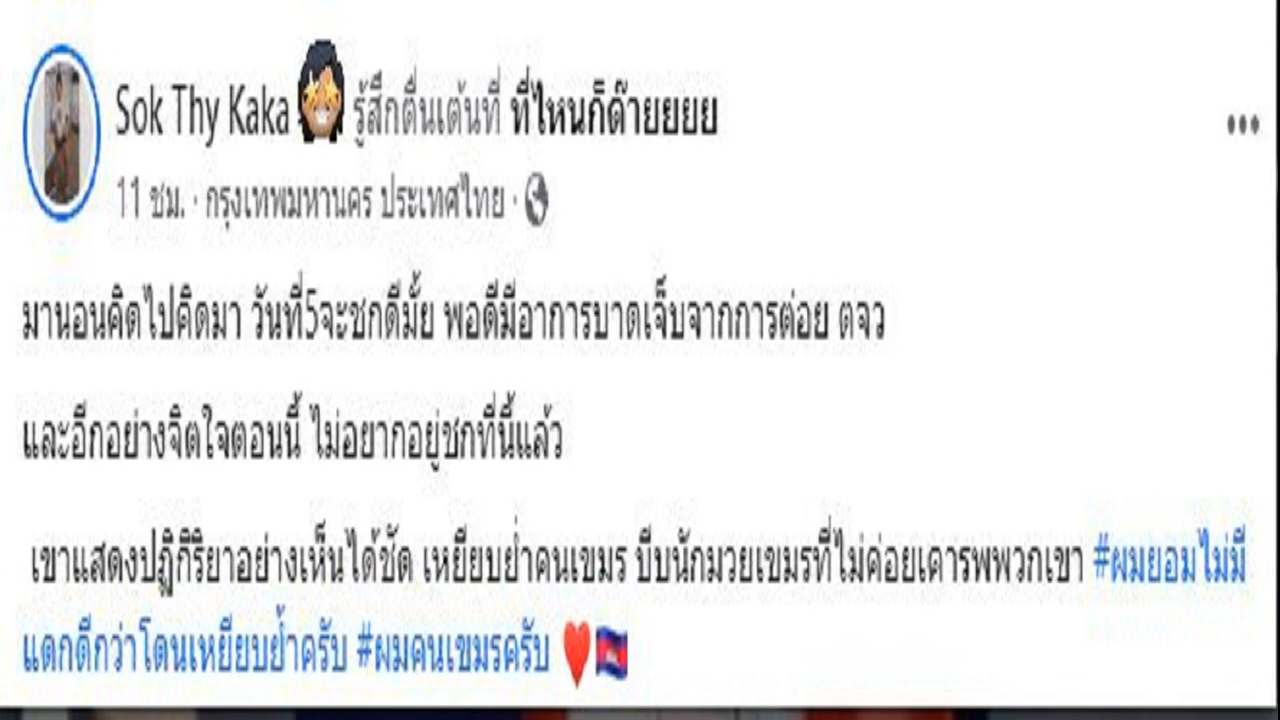 Sok Thy Kaka รู้สึกตื่นเต้นที่ ที่ไหนก็ด๊ายยยย
11 ชม. · กรุงเทพมหานคร ประเทศไทย ·
มานอนคิดไปคิดมา วันที่5จะชกดีมั้ย พอดีมีอาการบาดเจ็บจากการต่อย ตจว
และอีกอย่างจิตใจตอนนี้ ไม่อยากอยู่ชกที่นี้แล้ว
เขาแสดงปฏิกิริยาอย่างเห็นได้ชัด เหยียบย่ำคนเขมร บีบนักมวยเขมรที่ไม่ค่อยเคารพพวกเขา #ผมยอมไม่มี
แดกดีกว่าโดนเหยียบย้ำครับ #ผมคนเขมรครับ ❤️🇰🇭